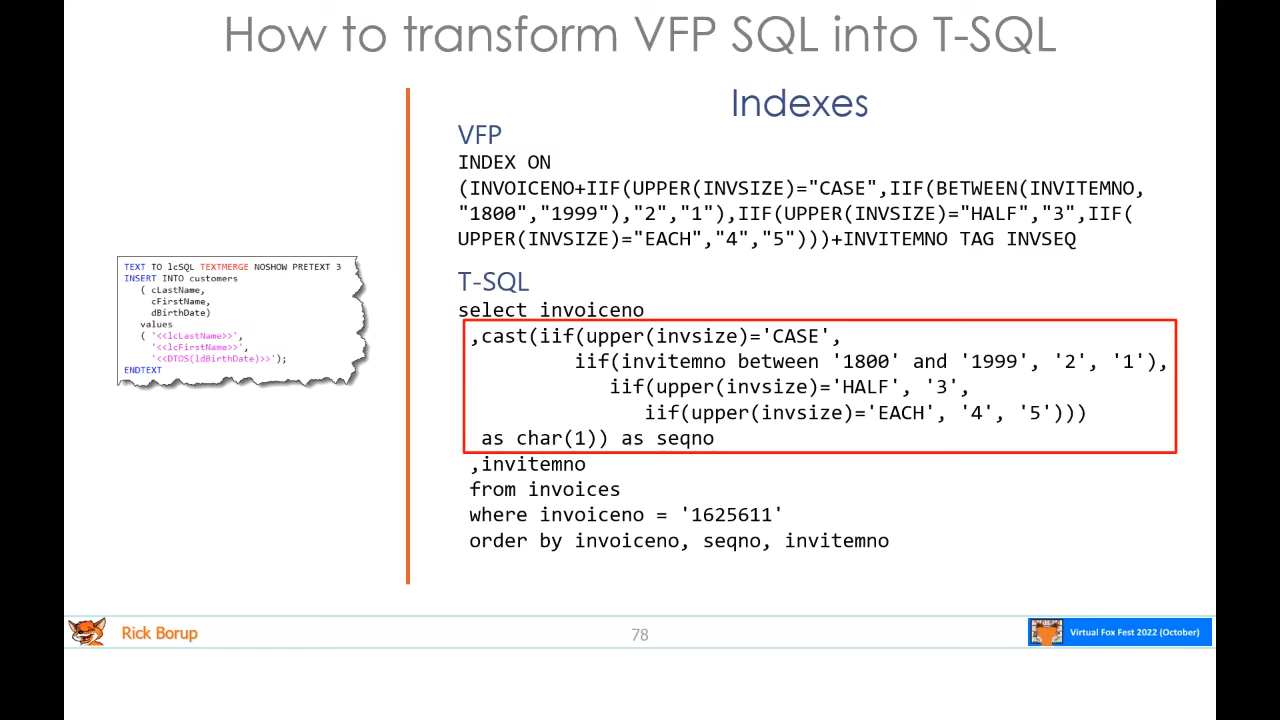 How to transform VFP SQL into T-SQL
TEXT TO lcSQL TEXTMERGE NOSHOW PRETEXT 3
INSERT INTO customers
( cLastName,
cFirstName,
dBirthDate)
values
( '<<lcLastName>>',
'<<lcFirstName>>',
'<<DTOS(ldBirthDate)>>');
ENDTEXT
Indexes
VFP
INDEX ON
(INVOICENO+IIF(UPPER(INVSIZE)="CASE",IIF(BETWEEN(INVITEMNO,
"1800","1999"),"2","1"),IIF(UPPER(INVSIZE)="HALF","3",IIF(
UPPER(INVSIZE)="EACH","4","5")))+INVITEMNO TAG INVSEQ
T-SQL
select invoiceno
,cast(iif(upper(invsize)='CASE',
iif(invitemno between '1800' and '1999', '2', '1'),
iif(upper(invsize)='HALF', '3',
iif(upper(invsize)='EACH', '4', '5')))
as char(1)) as seqno
,invitemno
from invoices
where invoiceno = '1625611'
order by invoiceno, seqno, invitemno
Rick Borup
78
Virtual Fox Fest 2022 (October)